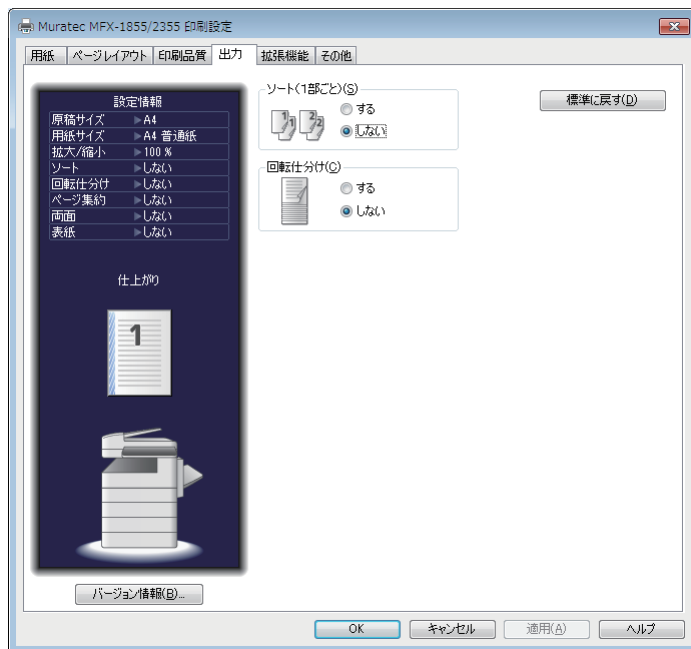 Muratec MFX-1855/2355 印刷設定
用紙 ページレイアウト 印刷品質 出力 拡張機能 その他
設定情報
原稿サイズ ▶A4
用紙サイズ ▶A4 普通紙
拡大/縮小 ▶100 %
ソート ▶しない
回転仕分け ▶しない
ページ集約 ▶しない
両面 ▶しない
表紙 ▶しない
仕上がり
1
バージョン情報(B)...
ソート(1部ごと)(S)
1 1 2 2
する
しない
回転仕分け(C)
する
しない
標準に戻す(D)
OK キャンセル 適用(A) ヘルプ